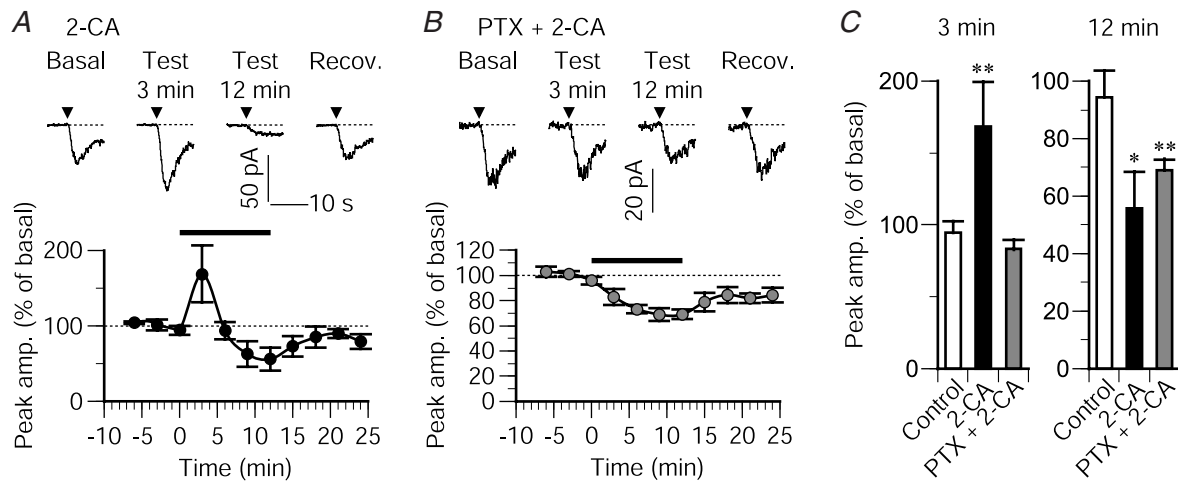 A 2-CA
Basal Test 3 min Test 12 min Recov.
50 pA
10 s
Peak amp. (% of basal)
200
100
0
-10 -5 0 5 10 15 20 25
Time (min)
B PTX + 2-CA
Basal Test 3 min Test 12 min Recov.
20 pA
Peak amp. (% of basal)
120
100
80
60
40
20
0
-10 -5 0 5 10 15 20 25
Time (min)
C
3 min
Peak amp. (% of basal)
200
100
0
**
Control
2-CA
PTX + 2-CA
12 min
100
80
60
40
20
0
*
**
Control
2-CA
PTX + 2-CA